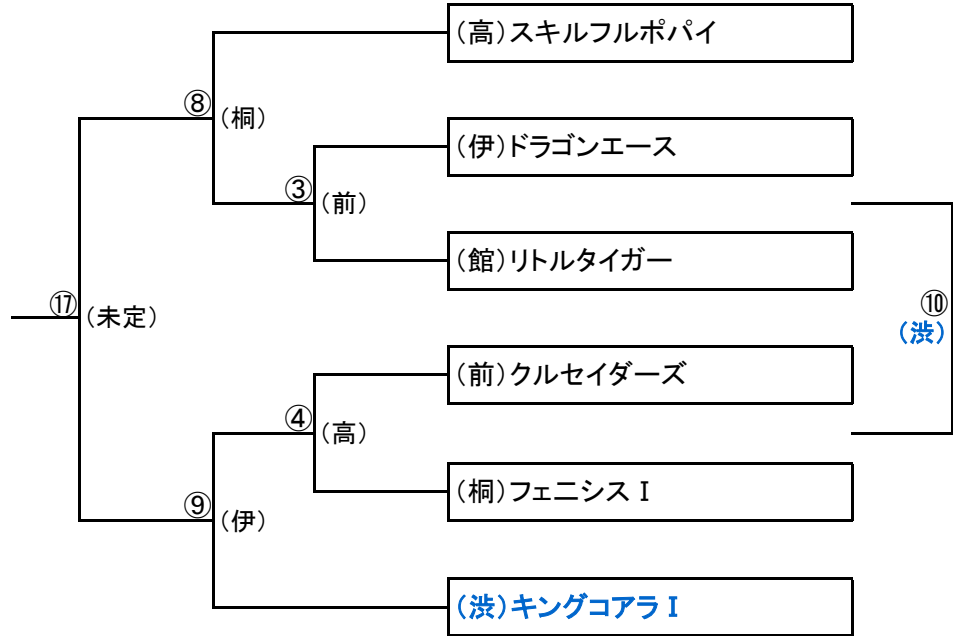 (高)スキルフルポパイ
⑧
(桐)
(伊)ドラゴンエース
③
(前)
(館)リトルタイガー
⑰
(未定)
⑩
(渋)
(前)クルセイダーズ
④
(高)
(桐)フェニシスⅠ
⑨
(伊)
(渋)キングコアラⅠ